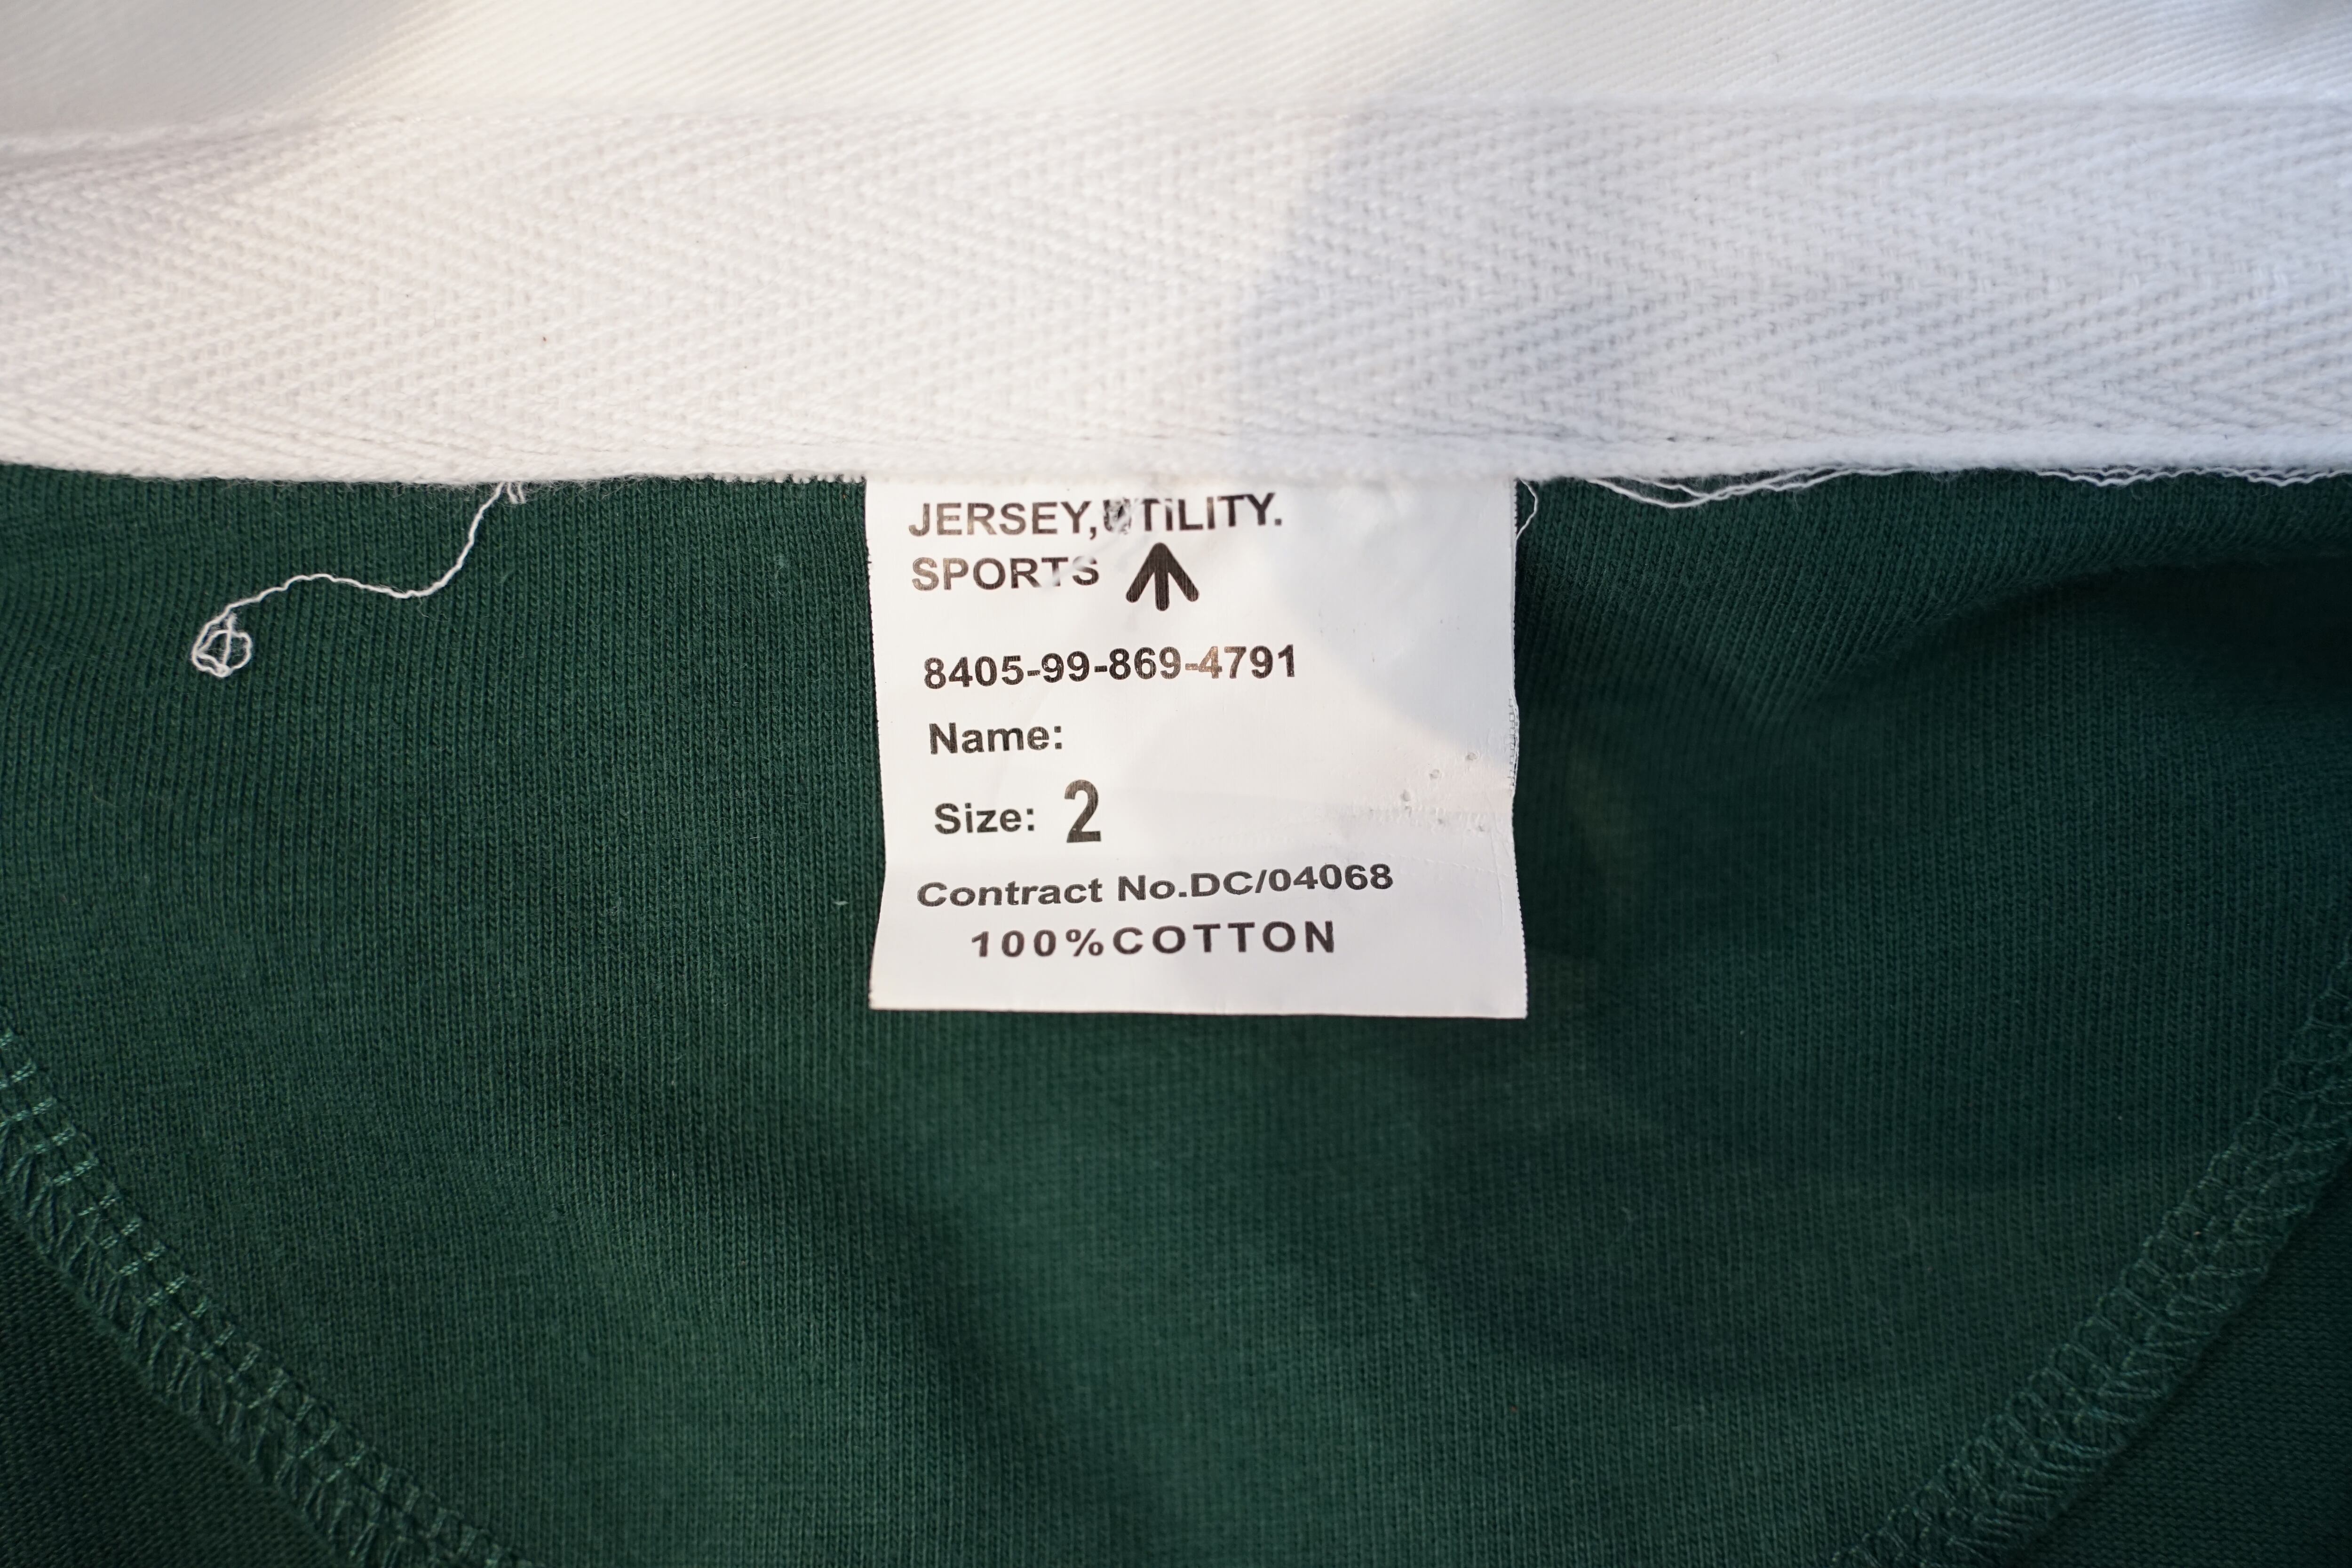 JERSEY,UTILITY.
SPORTS
8405-99-869-4791
Name:
Size: 2
Contract No.DC/04068
100%COTTON